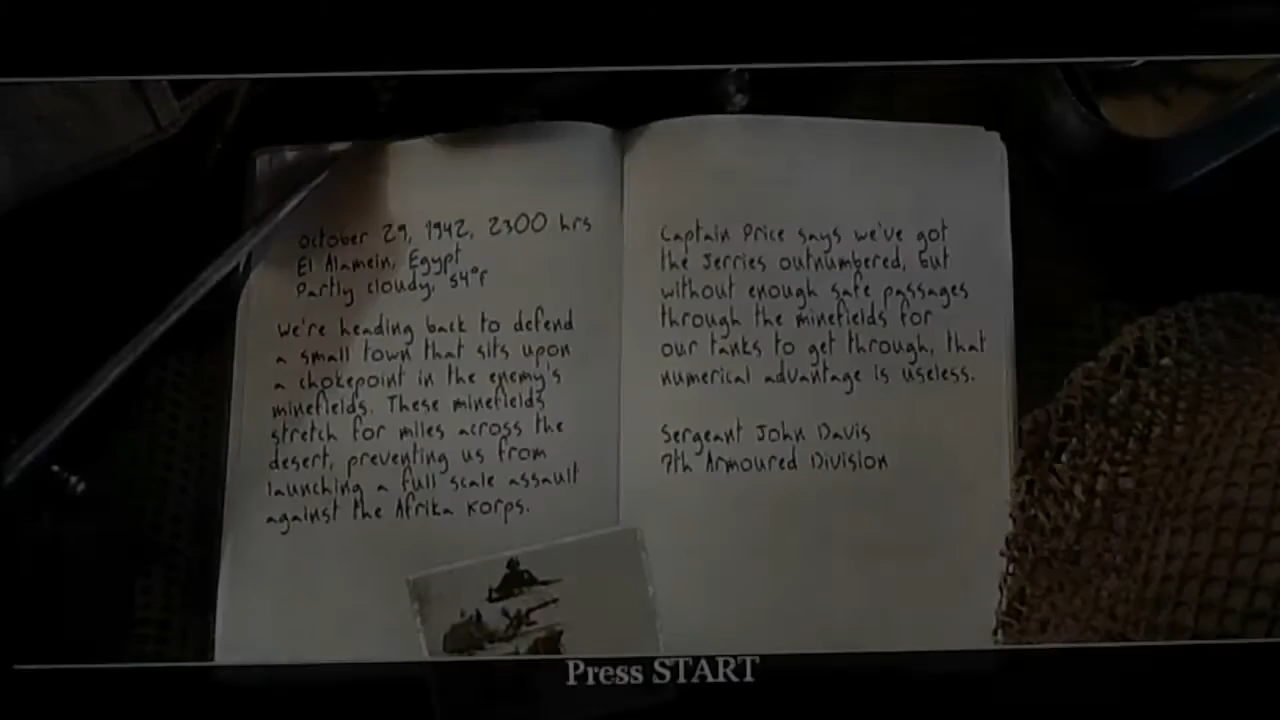 October 29, 1942, 2300 hrs
El Alamein, Egypt
Partly cloudy, 54°F
We're heading back to defend
a small town that sits upon
a chokepoint in the enemy's
minefields. These minefields
stretch for miles across the
desert, preventing us from
launching a full scale assault
against the Afrika Korps.
Captain Price says we've got
the Jerries outnumbered, but
without enough safe passages
through the minefields for
our tanks to get through, that
numerical advantage is useless.
Sergeant John Davis
7th Armoured Division
Press START